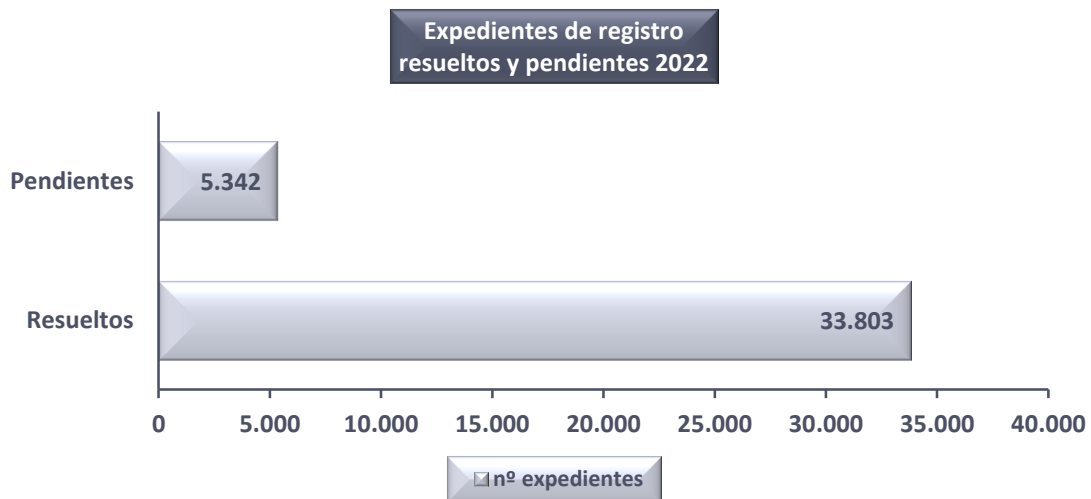 Expedientes de registro
resueltos y pendientes 2022
Pendientes
5.342
Resueltos
33.803
0 5.000 10.000 15.000 20.000 25.000 30.000 35.000 40.000
nº expedientes